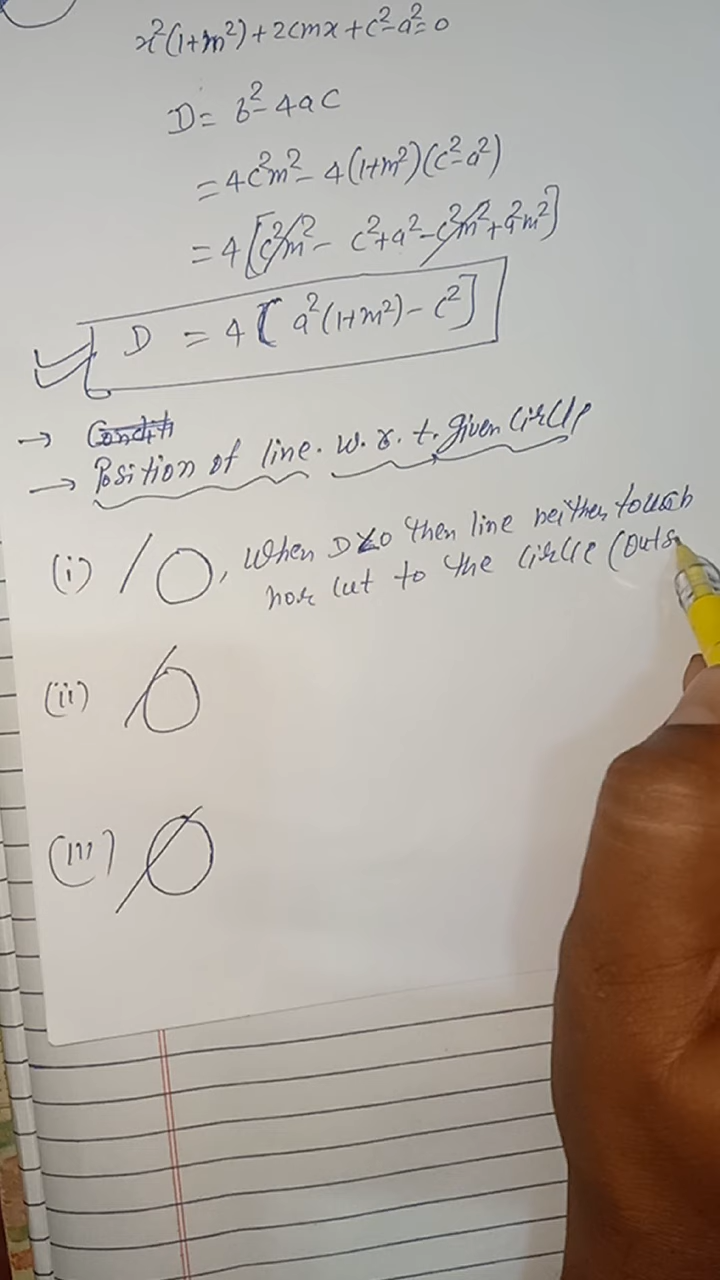 x²(1+m²)+2cmx+c²-a²=0
D= b²-4ac
=4c²m²-4(1+m²)(c²-a²)
=4[c²m²- c²+a²-c²m²+a²m²]
D = 4[a²(1+m²)-c²]
→ Condit
→ Position of line. w.r.t. given circle
(i) , when D<0 then line neither touch
nor cut to the circle (outs
(ii)
(iii)